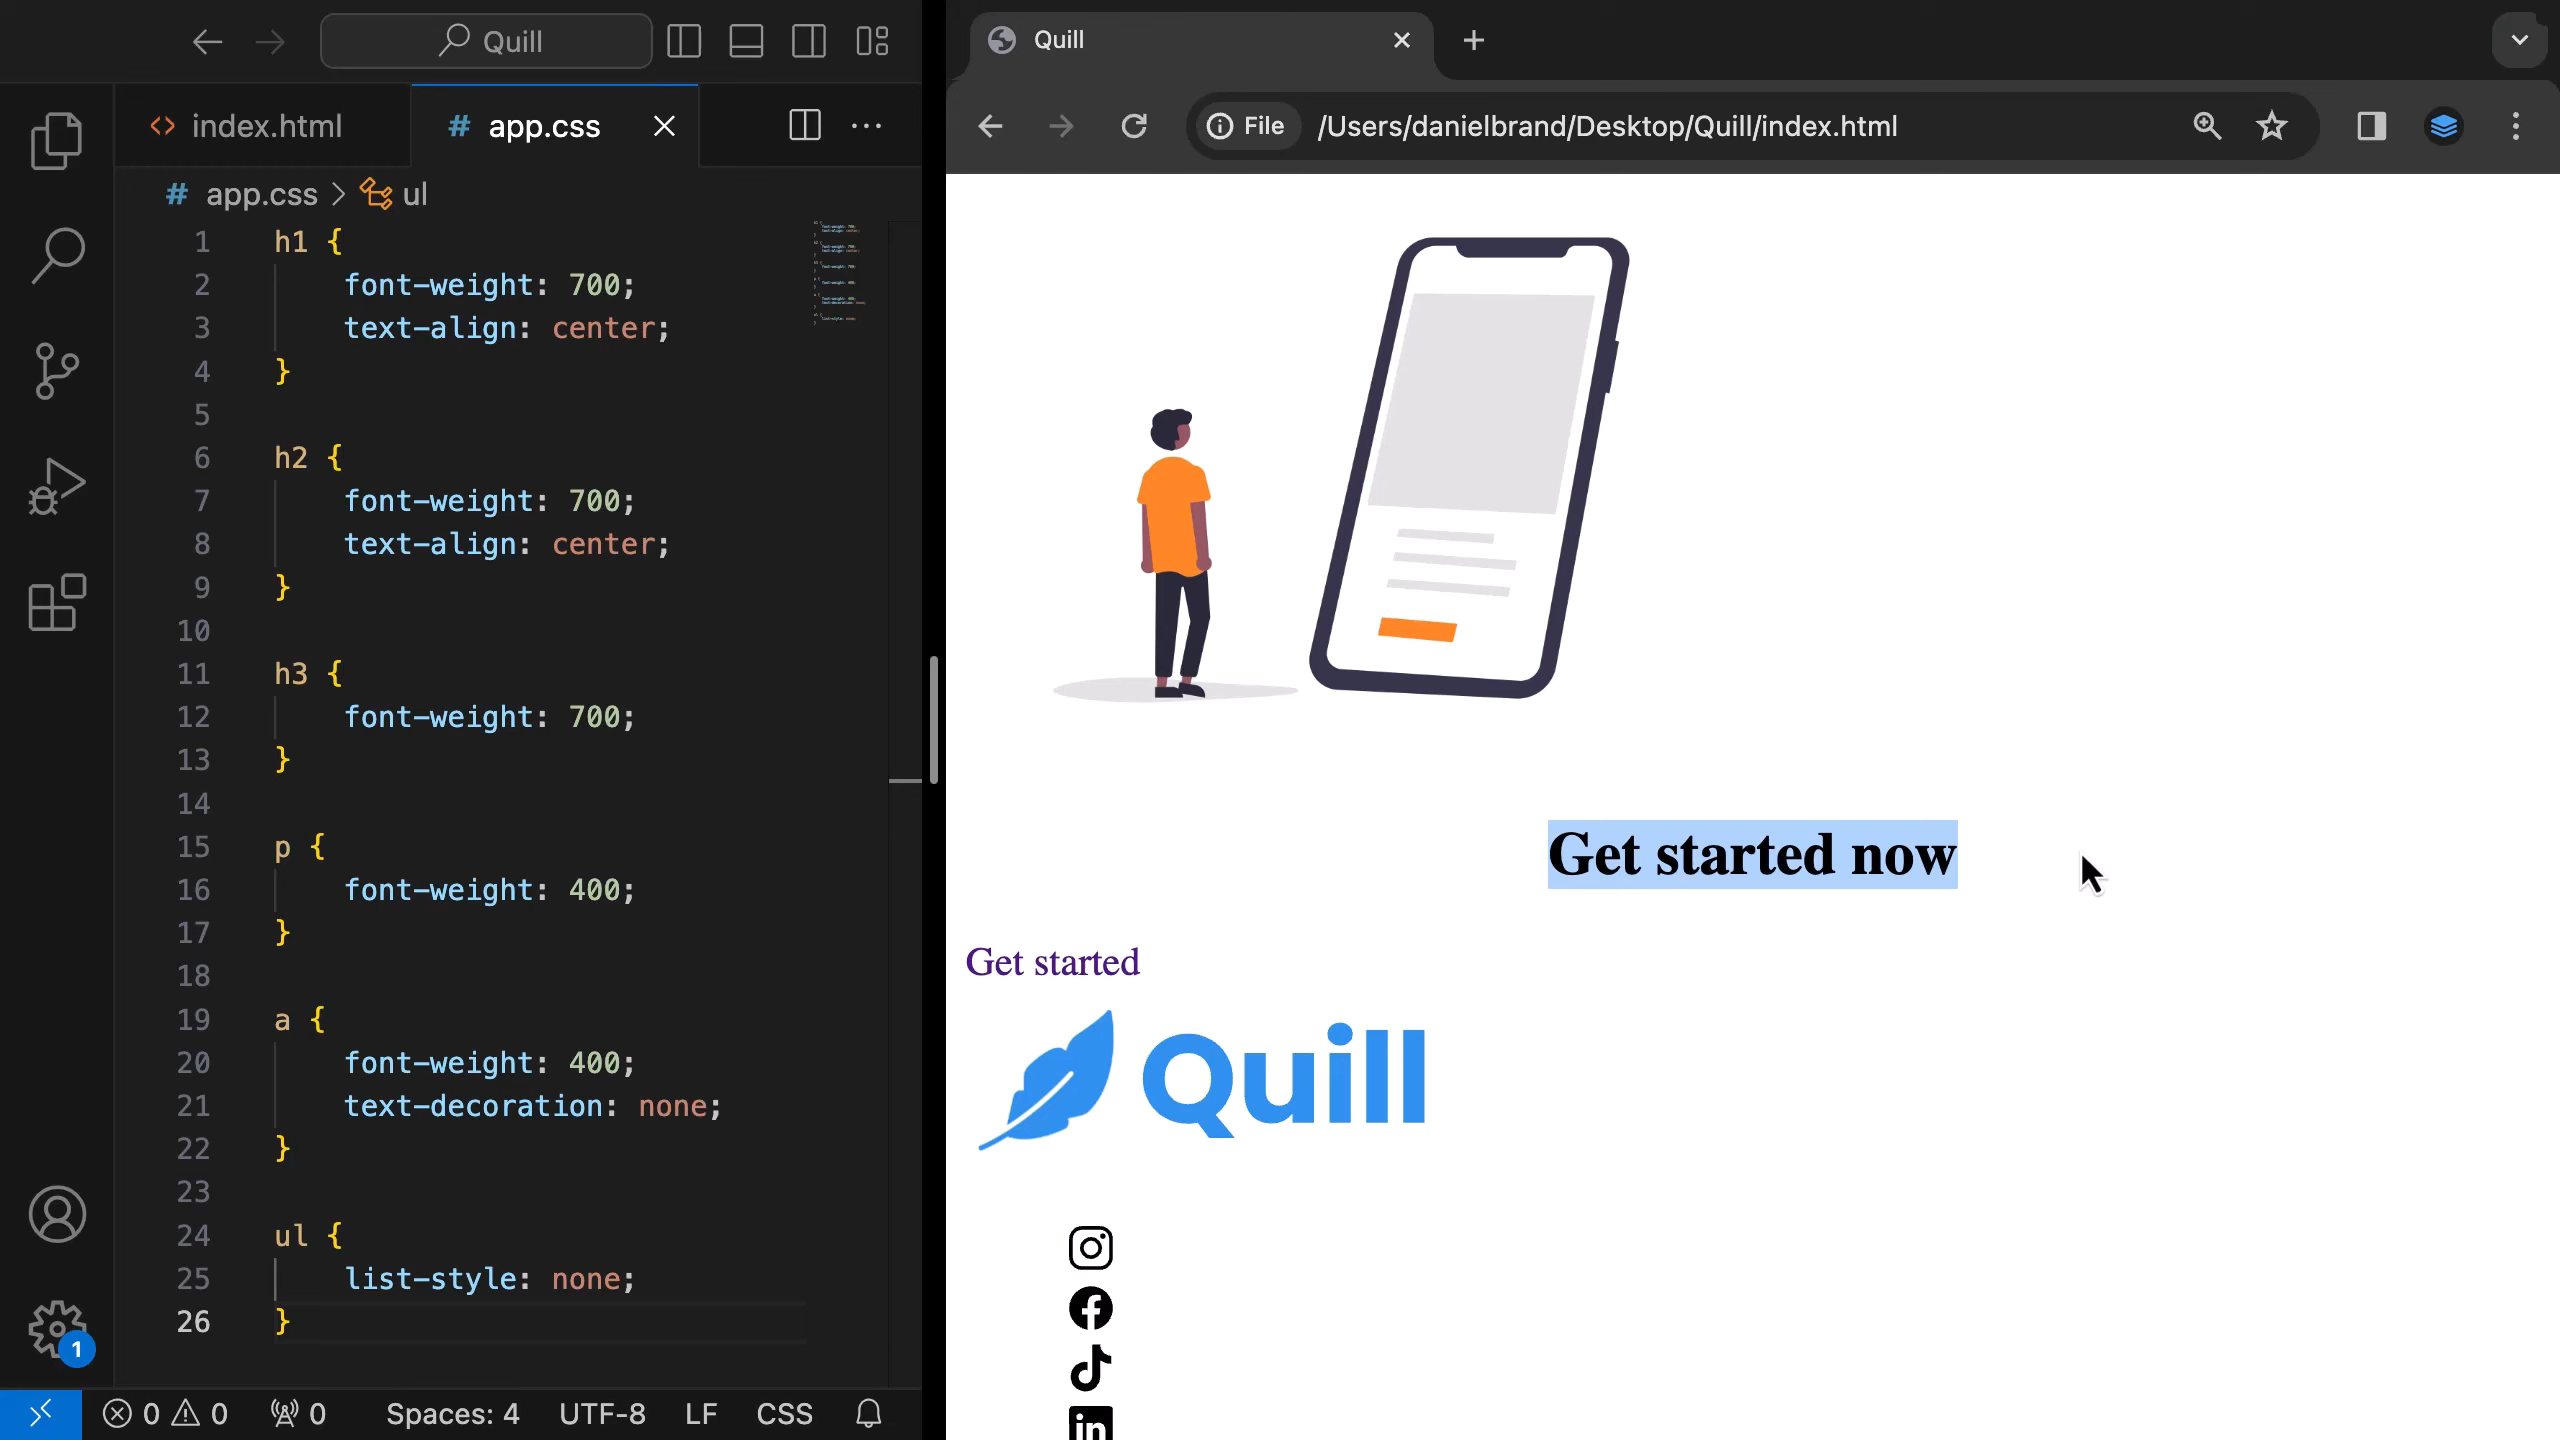 Quill
index.html
# app.css
# app.css > ul
1 h1 {
2 font-weight: 700;
3 text-align: center;
4 }
5
6 h2 {
7 font-weight: 700;
8 text-align: center;
9 }
10
11 h3 {
12 font-weight: 700;
13 }
14
15 p {
16 font-weight: 400;
17 }
18
19 a {
20 font-weight: 400;
21 text-decoration: none;
22 }
23
24 ul {
25 list-style: none;
26 }
1
0 0 0 Spaces: 4 UTF-8 LF CSS
Quill
File /Users/danielbrand/Desktop/Quill/index.html
Get started now
Get started
Quill
in